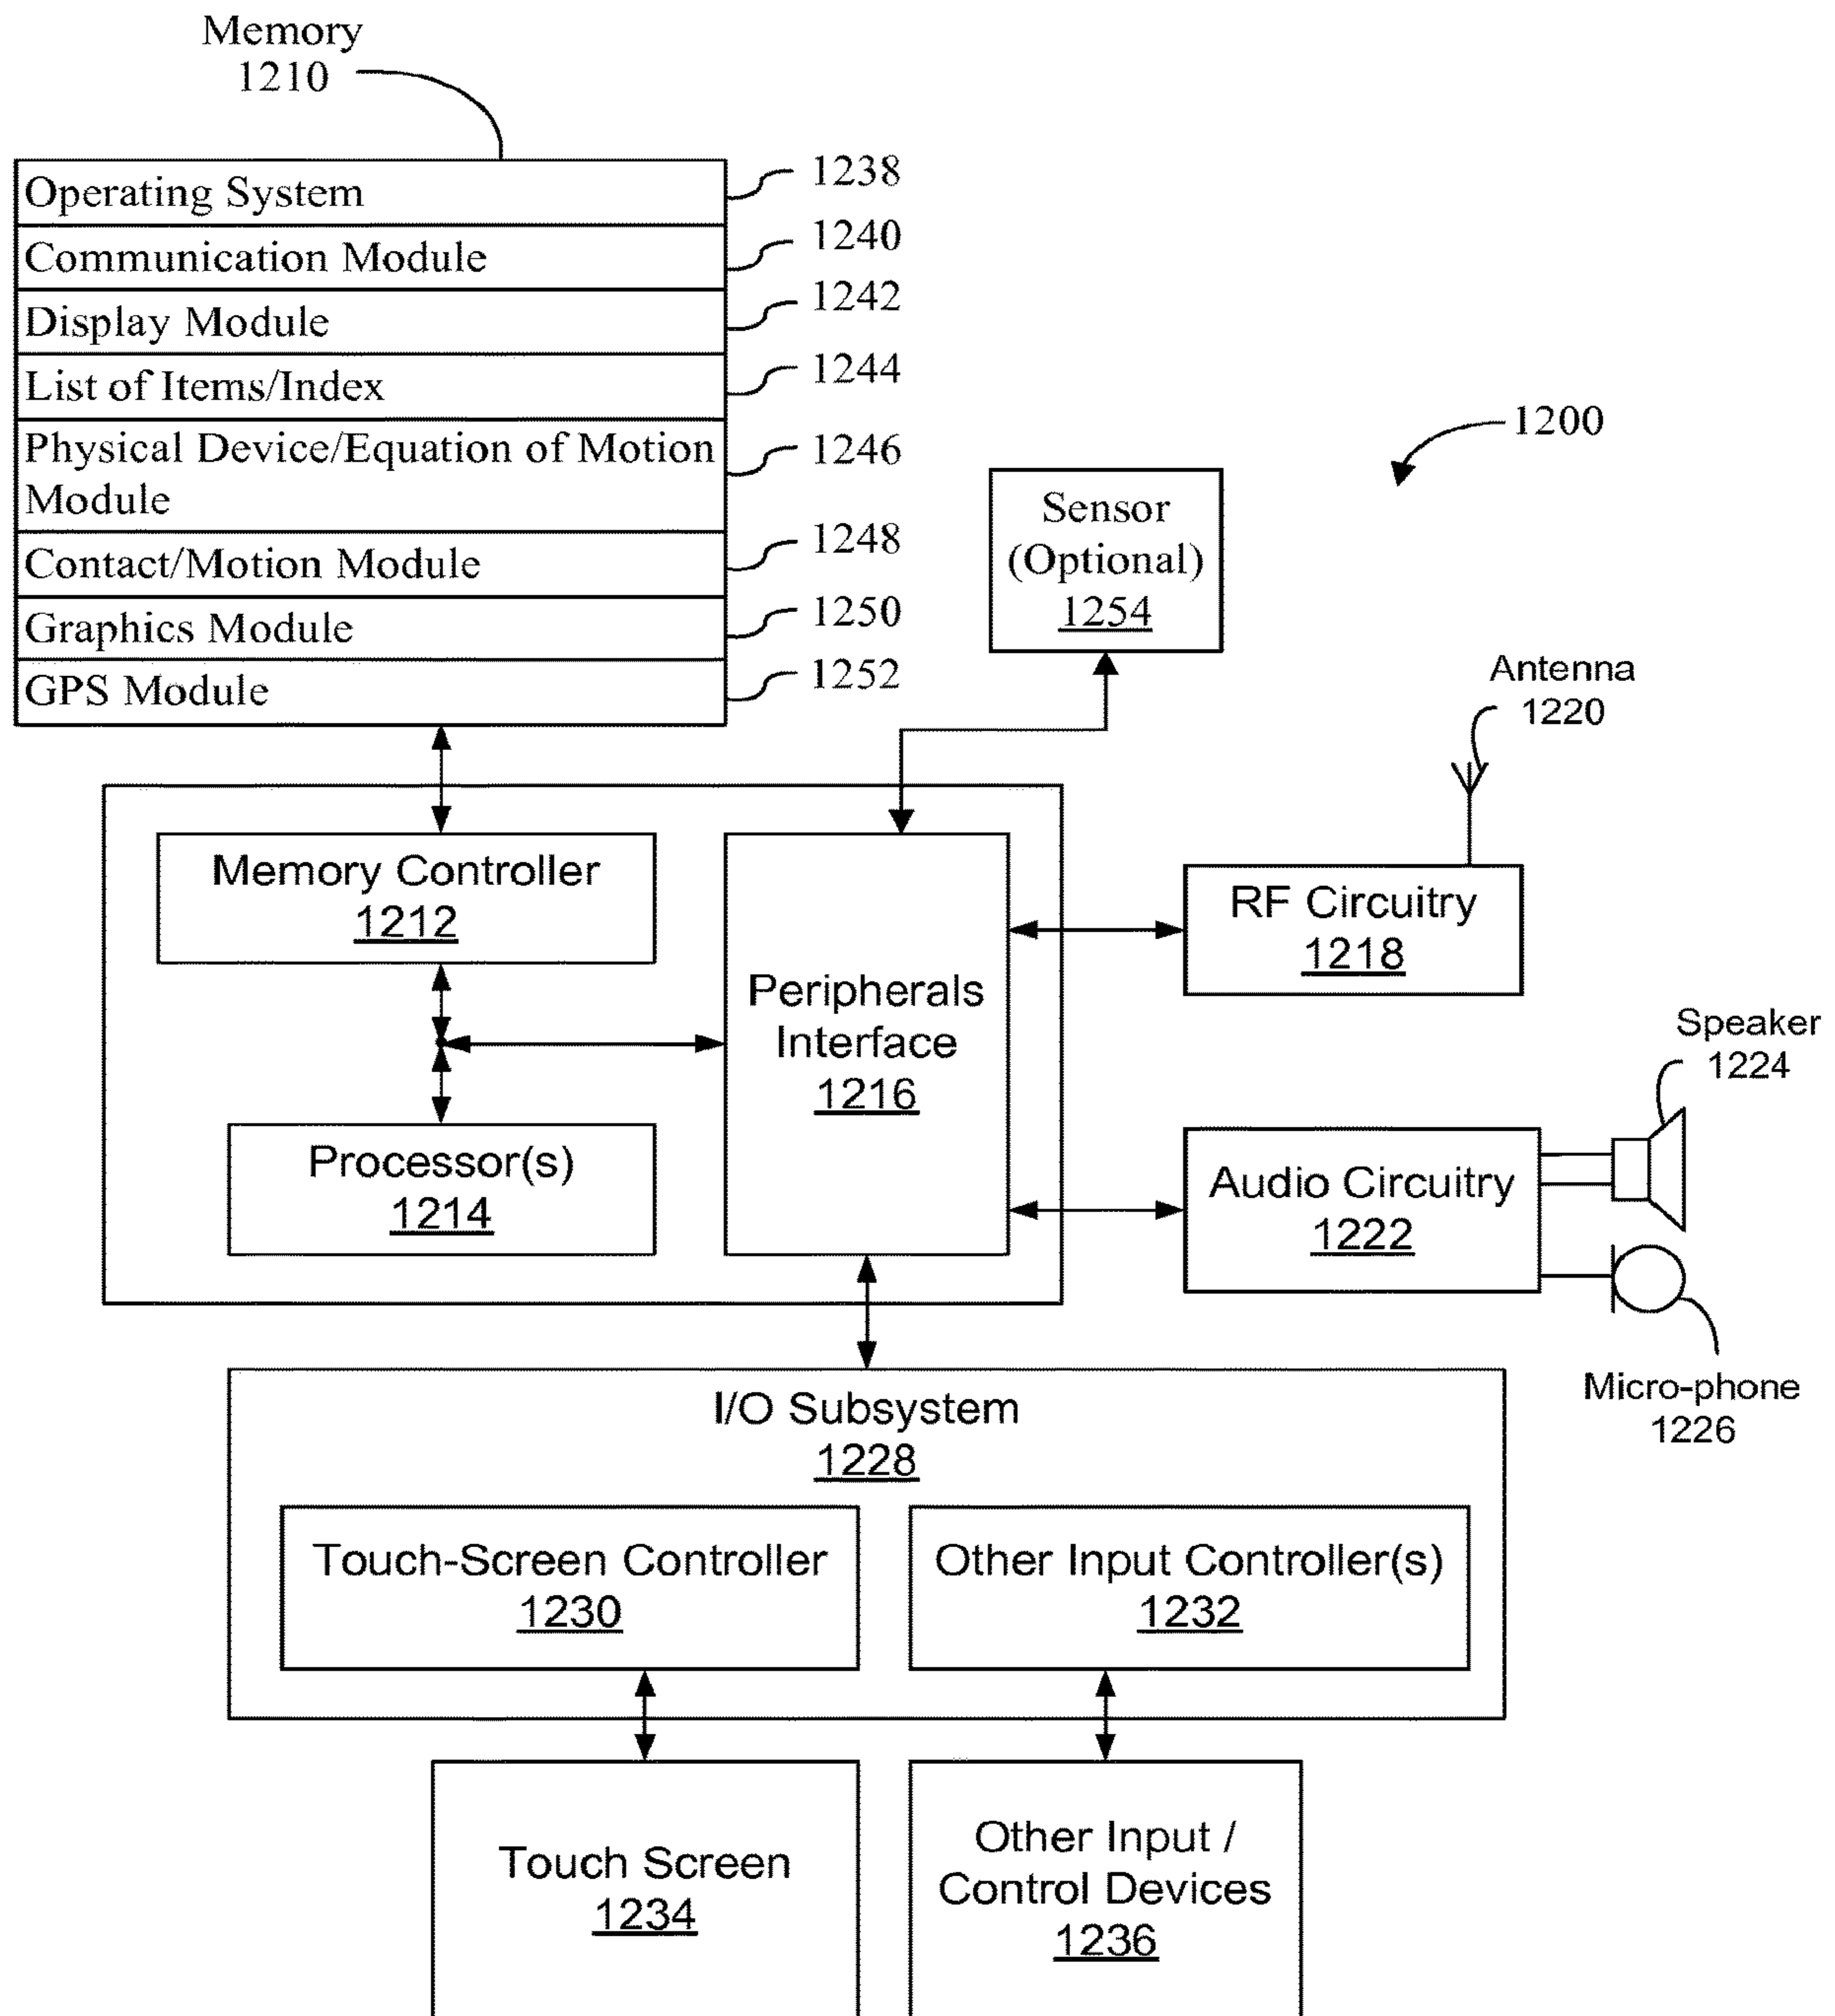 Memory
1210
Operating System
1238
Communication Module
1240
Display Module
1242
List of Items/Index
1244
Physical Device/Equation of Motion
Module
1246
Contact/Motion Module
1248
Graphics Module
1250
GPS Module
1252
1200
Sensor
(Optional)
1254
Antenna
1220
Memory Controller
1212
Peripherals
Interface
1216
Processor(s)
1214
RF Circuitry
1218
Speaker
1224
Audio Circuitry
1222
Micro-phone
1226
I/O Subsystem
1228
Touch-Screen Controller
1230
Other Input Controller(s)
1232
Touch Screen
1234
Other Input /
Control Devices
1236